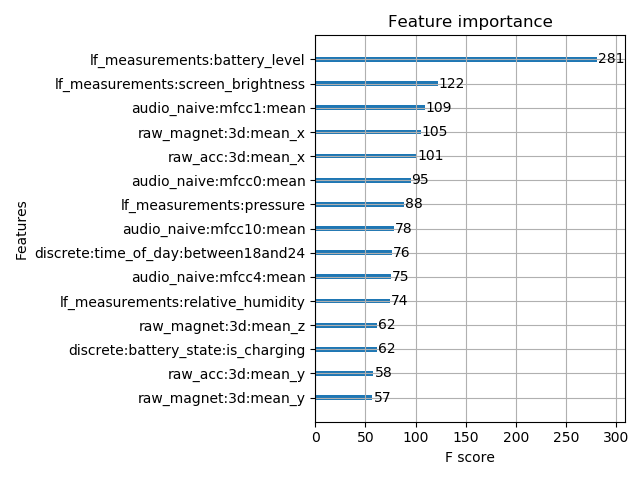 Feature importance
Features
lf_measurements:battery_level 281
lf_measurements:screen_brightness 122
audio_naive:mfcc1:mean 109
raw_magnet:3d:mean_x 105
raw_acc:3d:mean_x 101
audio_naive:mfcc0:mean 95
lf_measurements:pressure 88
audio_naive:mfcc10:mean 78
discrete:time_of_day:between18and24 76
audio_naive:mfcc4:mean 75
lf_measurements:relative_humidity 74
raw_magnet:3d:mean_z 62
discrete:battery_state:is_charging 62
raw_acc:3d:mean_y 58
raw_magnet:3d:mean_y 57
0 50 100 150 200 250 300
F score